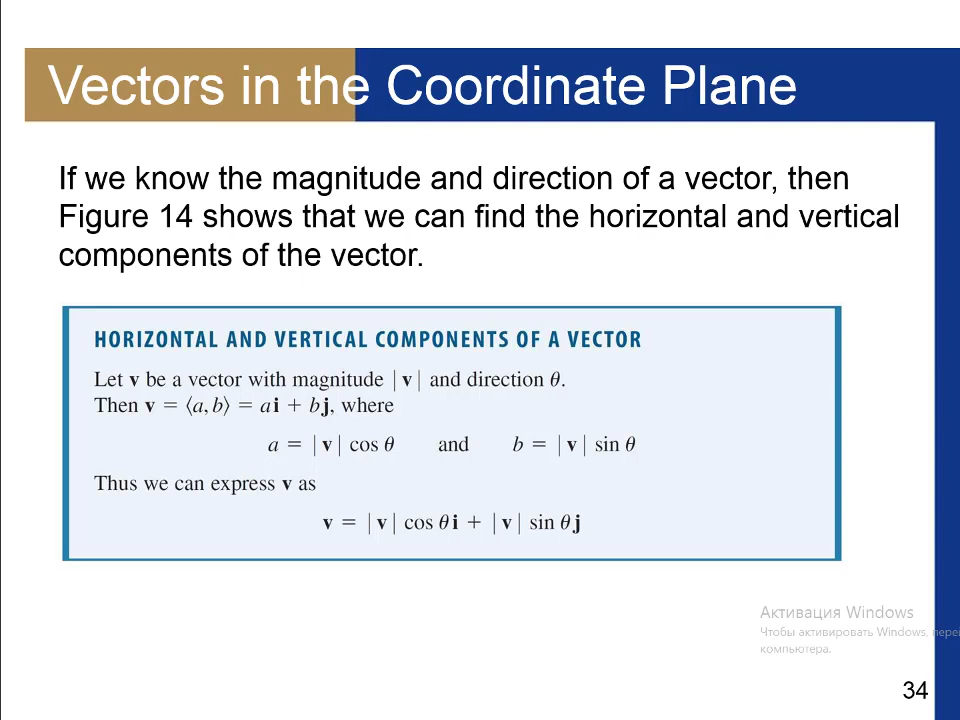 Vectors in the Coordinate Plane
If we know the magnitude and direction of a vector, then
Figure 14 shows that we can find the horizontal and vertical
components of the vector.
HORIZONTAL AND VERTICAL COMPONENTS OF A VECTOR
Let v be a vector with magnitude | v | and direction θ.
Then v = ⟨a, b⟩ = a i + b j, where
a = | v | cos θ and b = | v | sin θ
Thus we can express v as
v = | v | cos θ i + | v | sin θ j
Активация Windows
Чтобы активировать Windows, пере
компьютера.
34